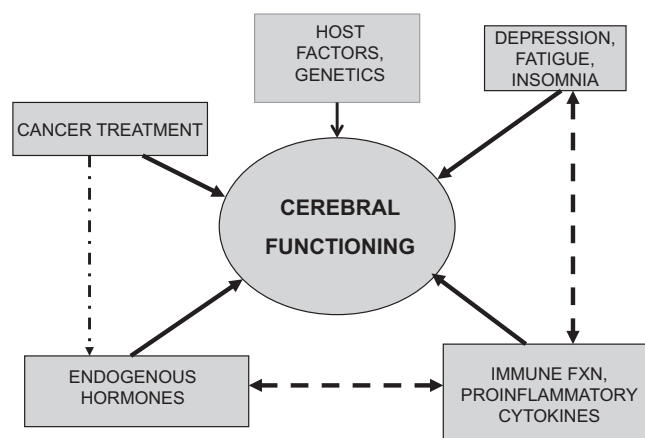 HOST
FACTORS,
GENETICS
DEPRESSION,
FATIGUE,
INSOMNIA
CANCER TREATMENT
CEREBRAL
FUNCTIONING
ENDOGENOUS
HORMONES
IMMUNE FXN,
PROINFLAMMATORY
CYTOKINES